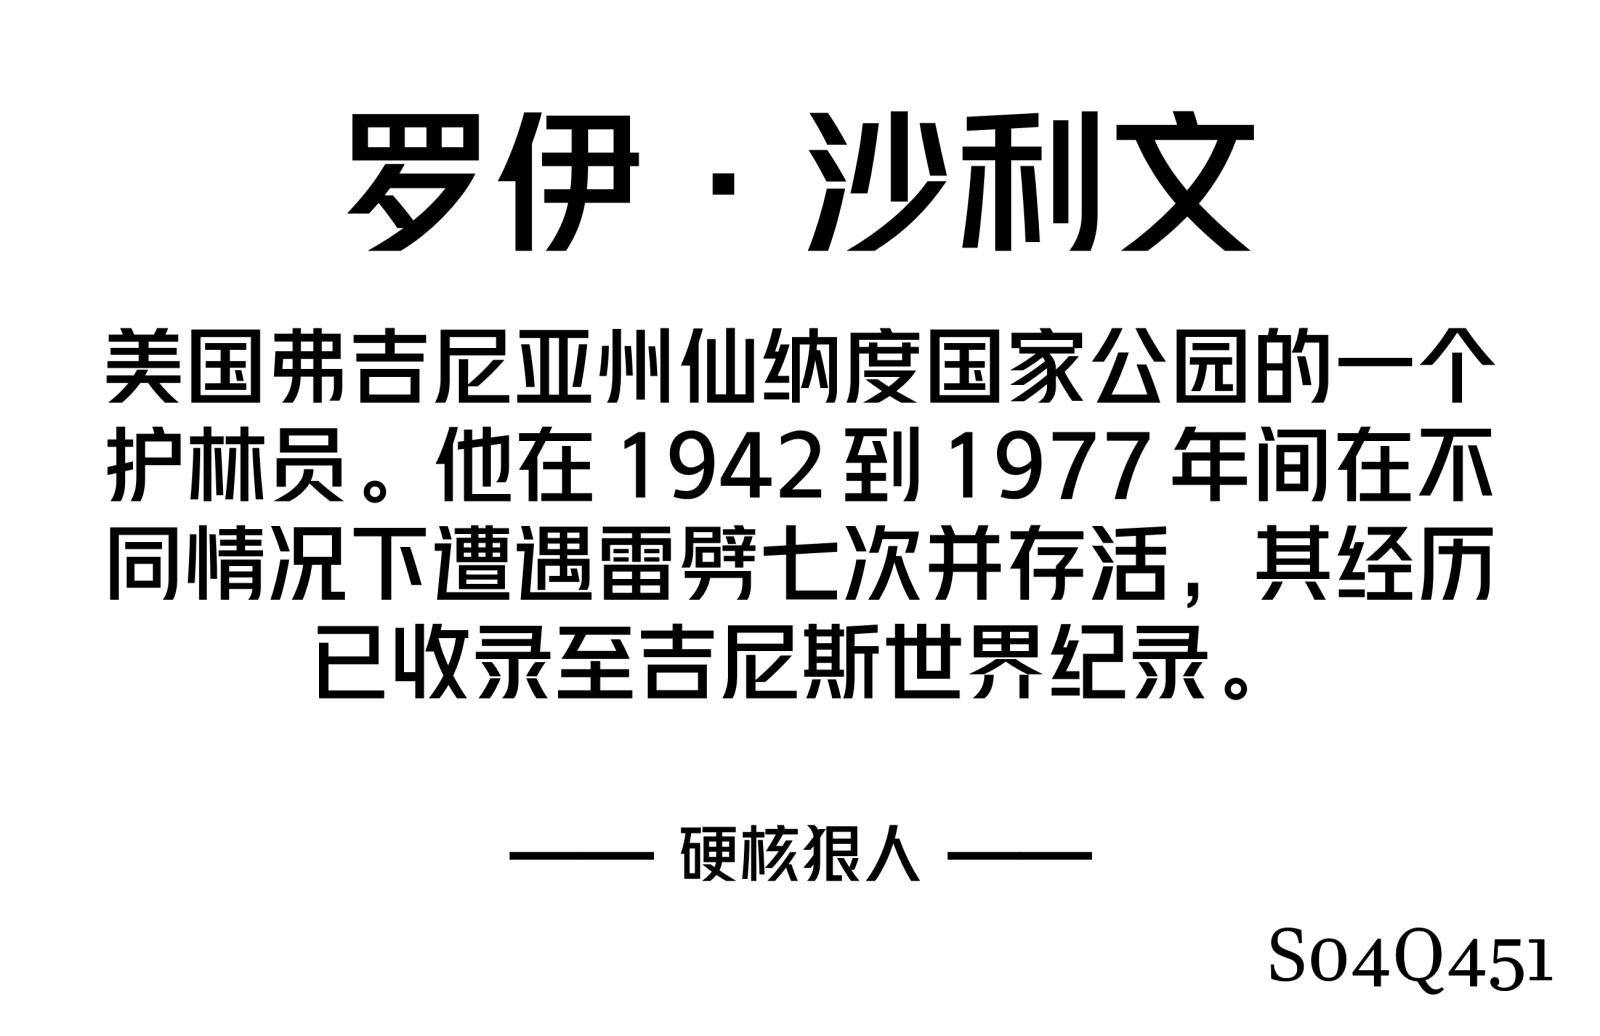 罗伊·沙利文
美国弗吉尼亚州仙纳度国家公园的一个
护林员。他在 1942 到 1977 年间在不
同情况下遭遇雷劈七次并存活，其经历
已收录至吉尼斯世界纪录。
—— 硬核狠人 ——
S04Q451